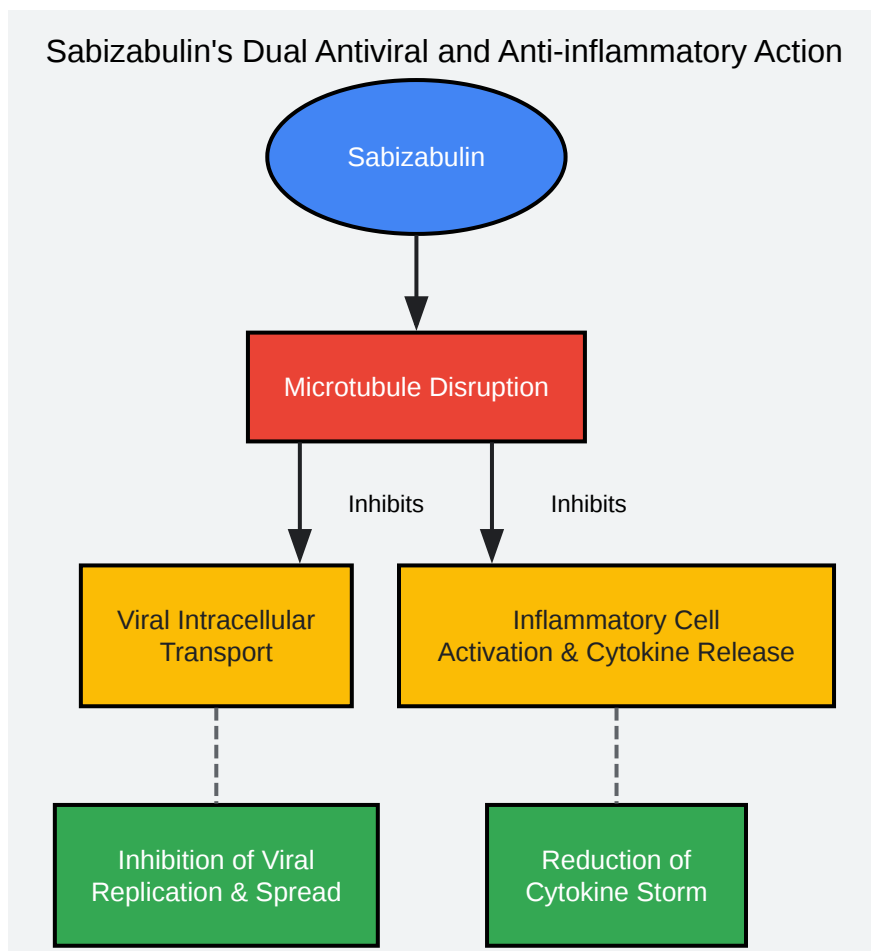 Sabizabulin's Dual Antiviral and Anti-inflammatory Action
Sabizabulin
Microtubule Disruption
Inhibits
Inhibits
Viral Intracellular
Transport
Inflammatory Cell
Activation & Cytokine Release
Inhibition of Viral
Replication & Spread
Reduction of
Cytokine Storm